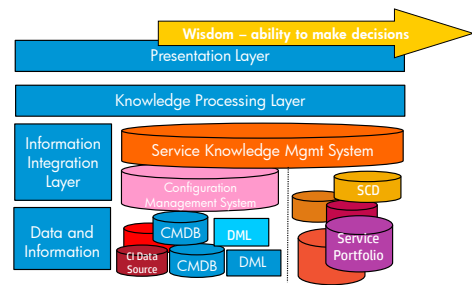 Wisdom – ability to make decisions
Presentation Layer
Knowledge Processing Layer
Information
Integration
Layer
Service Knowledge Mgmt System
Configuration
Management System
SCD
Data and
Information
CMDB
DML
CI Data
Source
CMDB
DML
Service
Portfolio